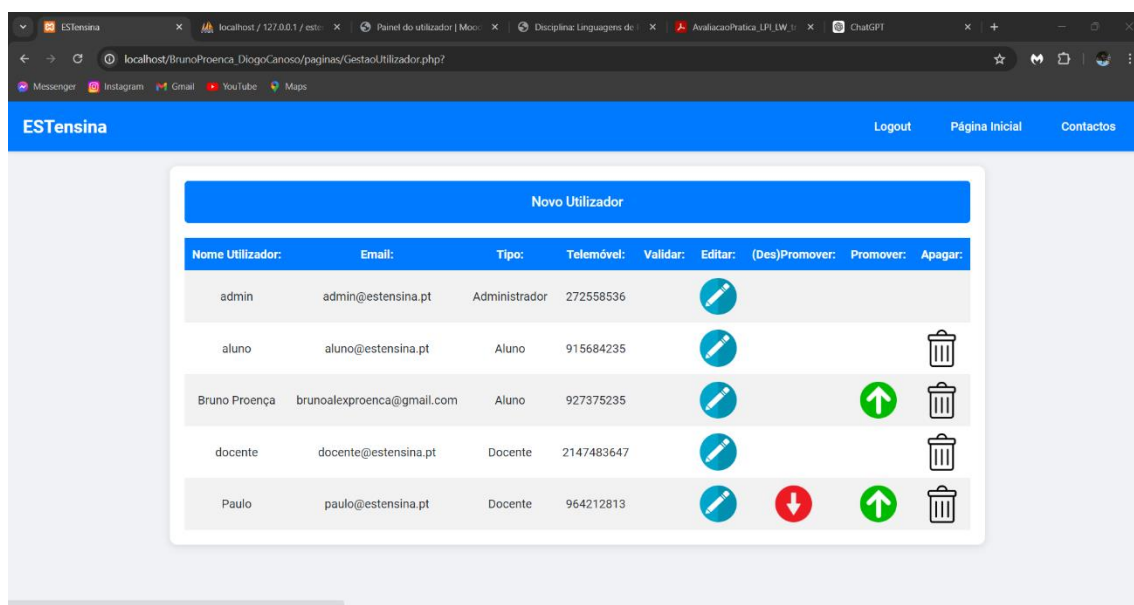 ESTensina
localhost / 127.0.0.1 / este
Painel do utilizador | Mood
Disciplina: Linguagens de
AvaliacaoPratica_LPI_LW_1
ChatGPT
localhost/BrunoProenca_DiogoCanoso/paginas/GestaoUtilizador.php?
Messenger Instagram Gmail YouTube Maps
ESTensina Logout Página Inicial Contactos
Novo Utilizador
Nome Utilizador: Email: Tipo: Telemóvel: Validar: Editar: (Des)Promover: Promover: Apagar:
admin admin@estensina.pt Administrador 272558536
aluno aluno@estensina.pt Aluno 915684235
Bruno Proença brunoalexproenca@gmail.com Aluno 927375235
docente docente@estensina.pt Docente 2147483647
Paulo paulo@estensina.pt Docente 964212813